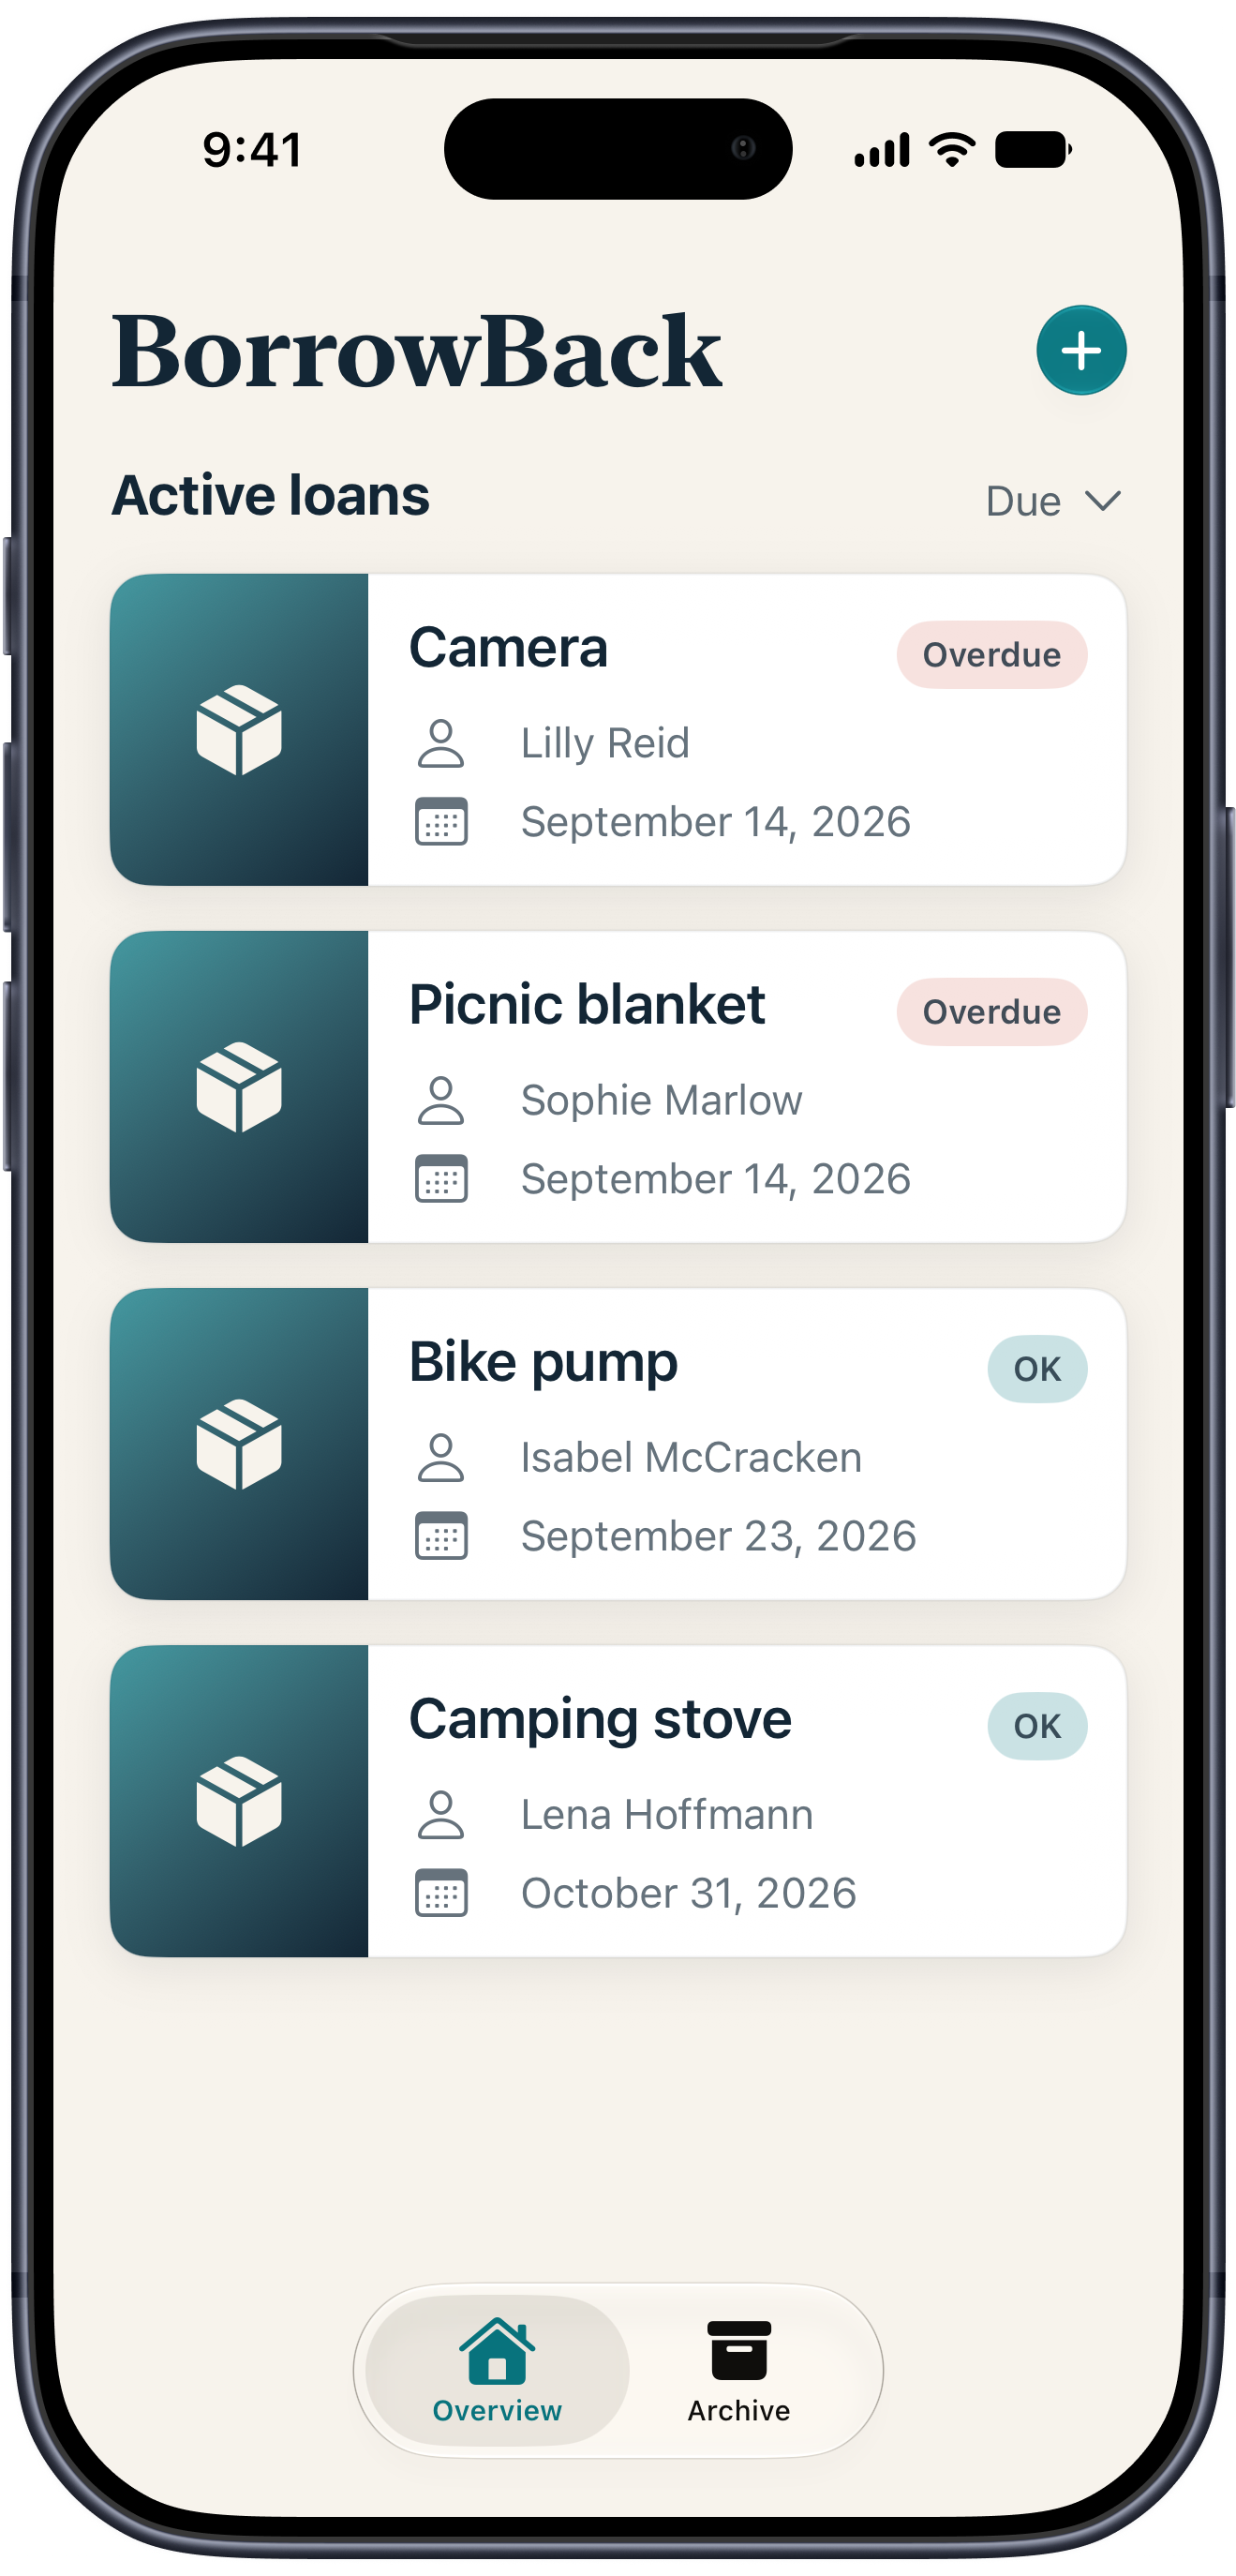 9:41
BorrowBack
Active loans
Due
Camera
Overdue
Lilly Reid
September 14, 2026
Picnic blanket
Overdue
Sophie Marlow
September 14, 2026
Bike pump
OK
Isabel McCracken
September 23, 2026
Camping stove
OK
Lena Hoffmann
October 31, 2026
Overview
Archive